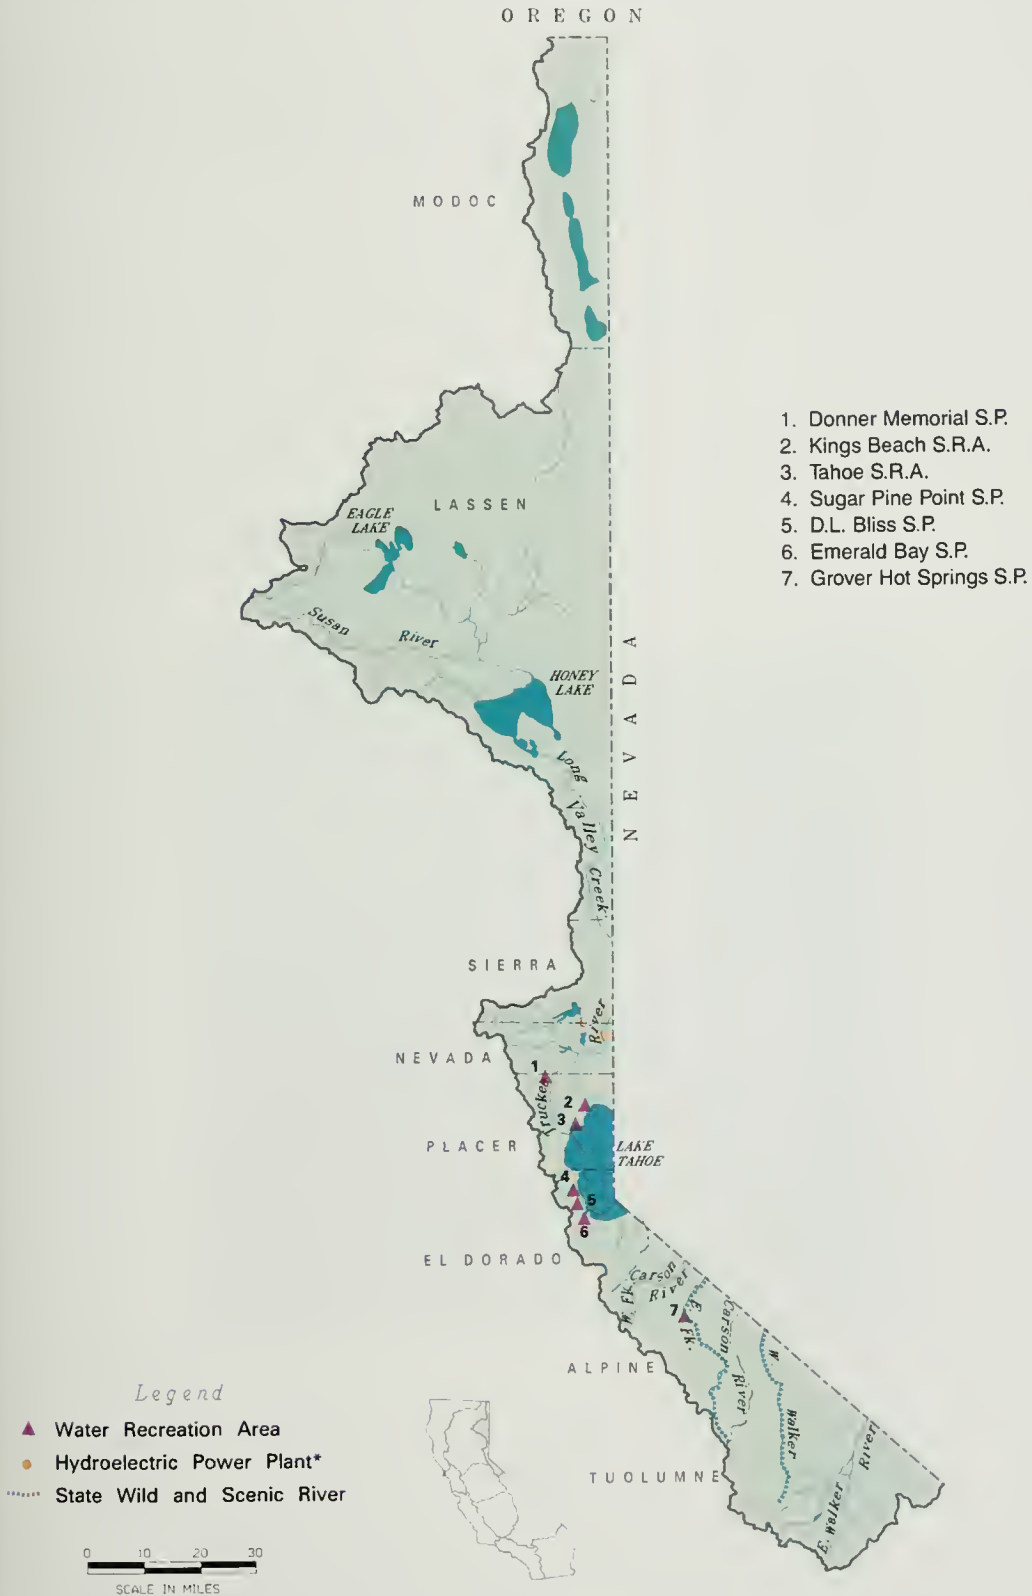 OREGON
MODOC
1. Donner Memorial S.P.
2. Kings Beach S.R.A.
3. Tahoe S.R.A.
4. Sugar Pine Point S.P.
5. D.L. Bliss S.P.
6. Emerald Bay S.P.
7. Grover Hot Springs S.P.
LASSEN
EAGLE
LAKE
Susan River
NEVADA
HONEY
LAKE
Long Valley Creek
SIERRA
River
NEVADA
1
Truckee
2
3
PLACER
LAKE
TAHOE
4
5
6
EL DORADO
W. Fk. Carson River
7
E. Fk. Carson River
ALPINE
W. Walker
TUOLUMNE
E. Walker River
Legend
Water Recreation Area
Hydroelectric Power Plant*
State Wild and Scenic River
0 10 20 30
SCALE IN MILES